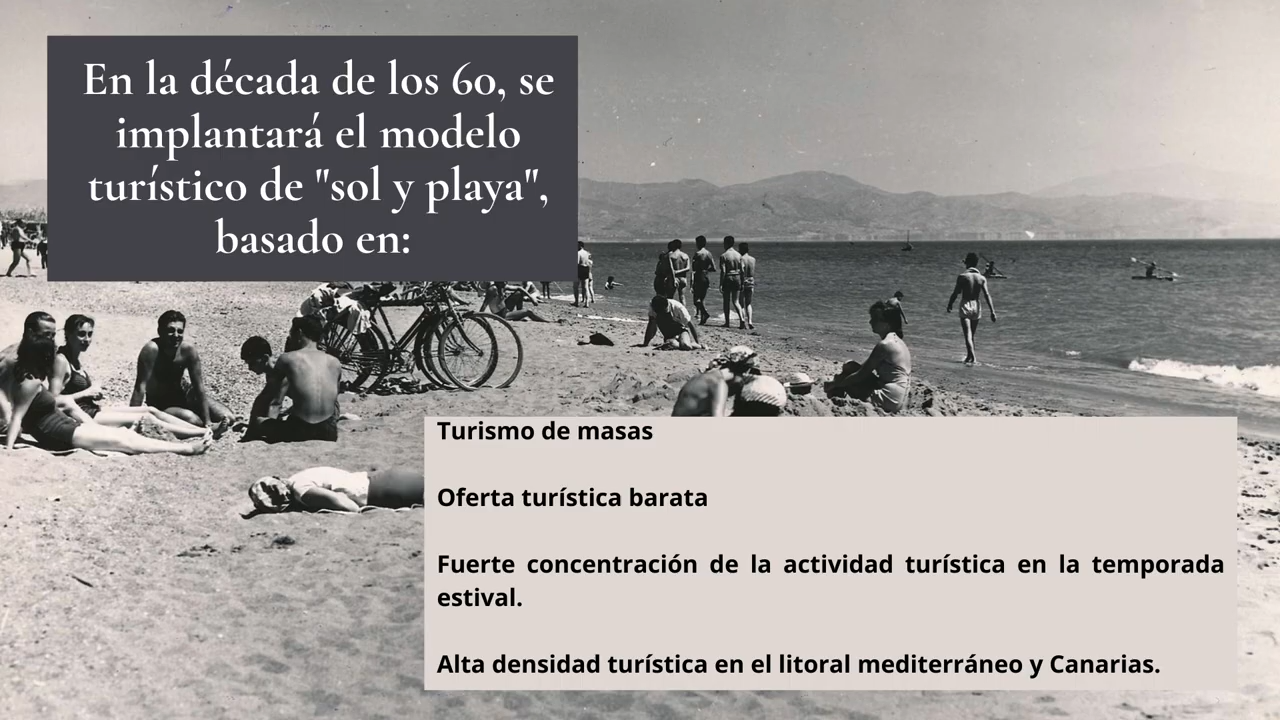 En la década de los 60, se
implantará el modelo
turístico de "sol y playa",
basado en:
Turismo de masas
Oferta turística barata
Fuerte concentración de la actividad turística en la temporada
estival.
Alta densidad turística en el litoral mediterráneo y Canarias.